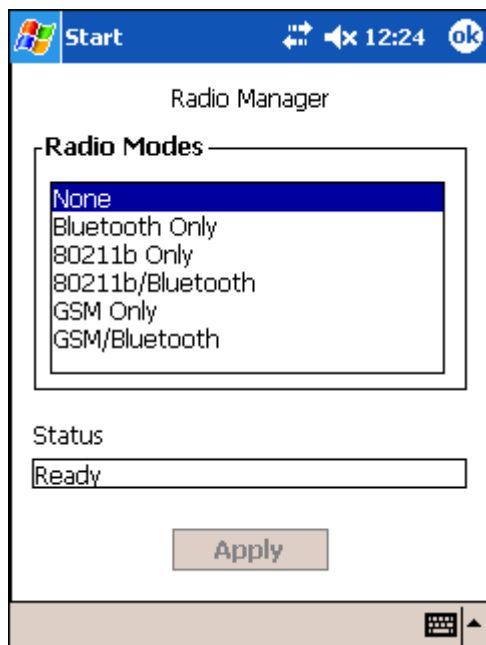 Start 12:24 ok
Radio Manager
Radio Modes
None
Bluetooth Only
80211b Only
80211b/Bluetooth
GSM Only
GSM/Bluetooth
Status
Ready
Apply